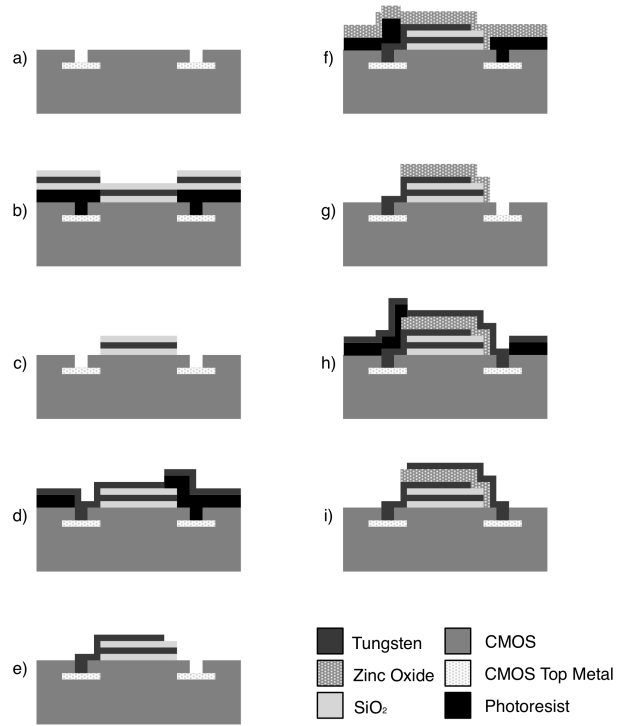 a)
b)
c)
d)
e)
f)
g)
h)
i)
Tungsten
Zinc Oxide
SiO₂
CMOS
CMOS Top Metal
Photoresist